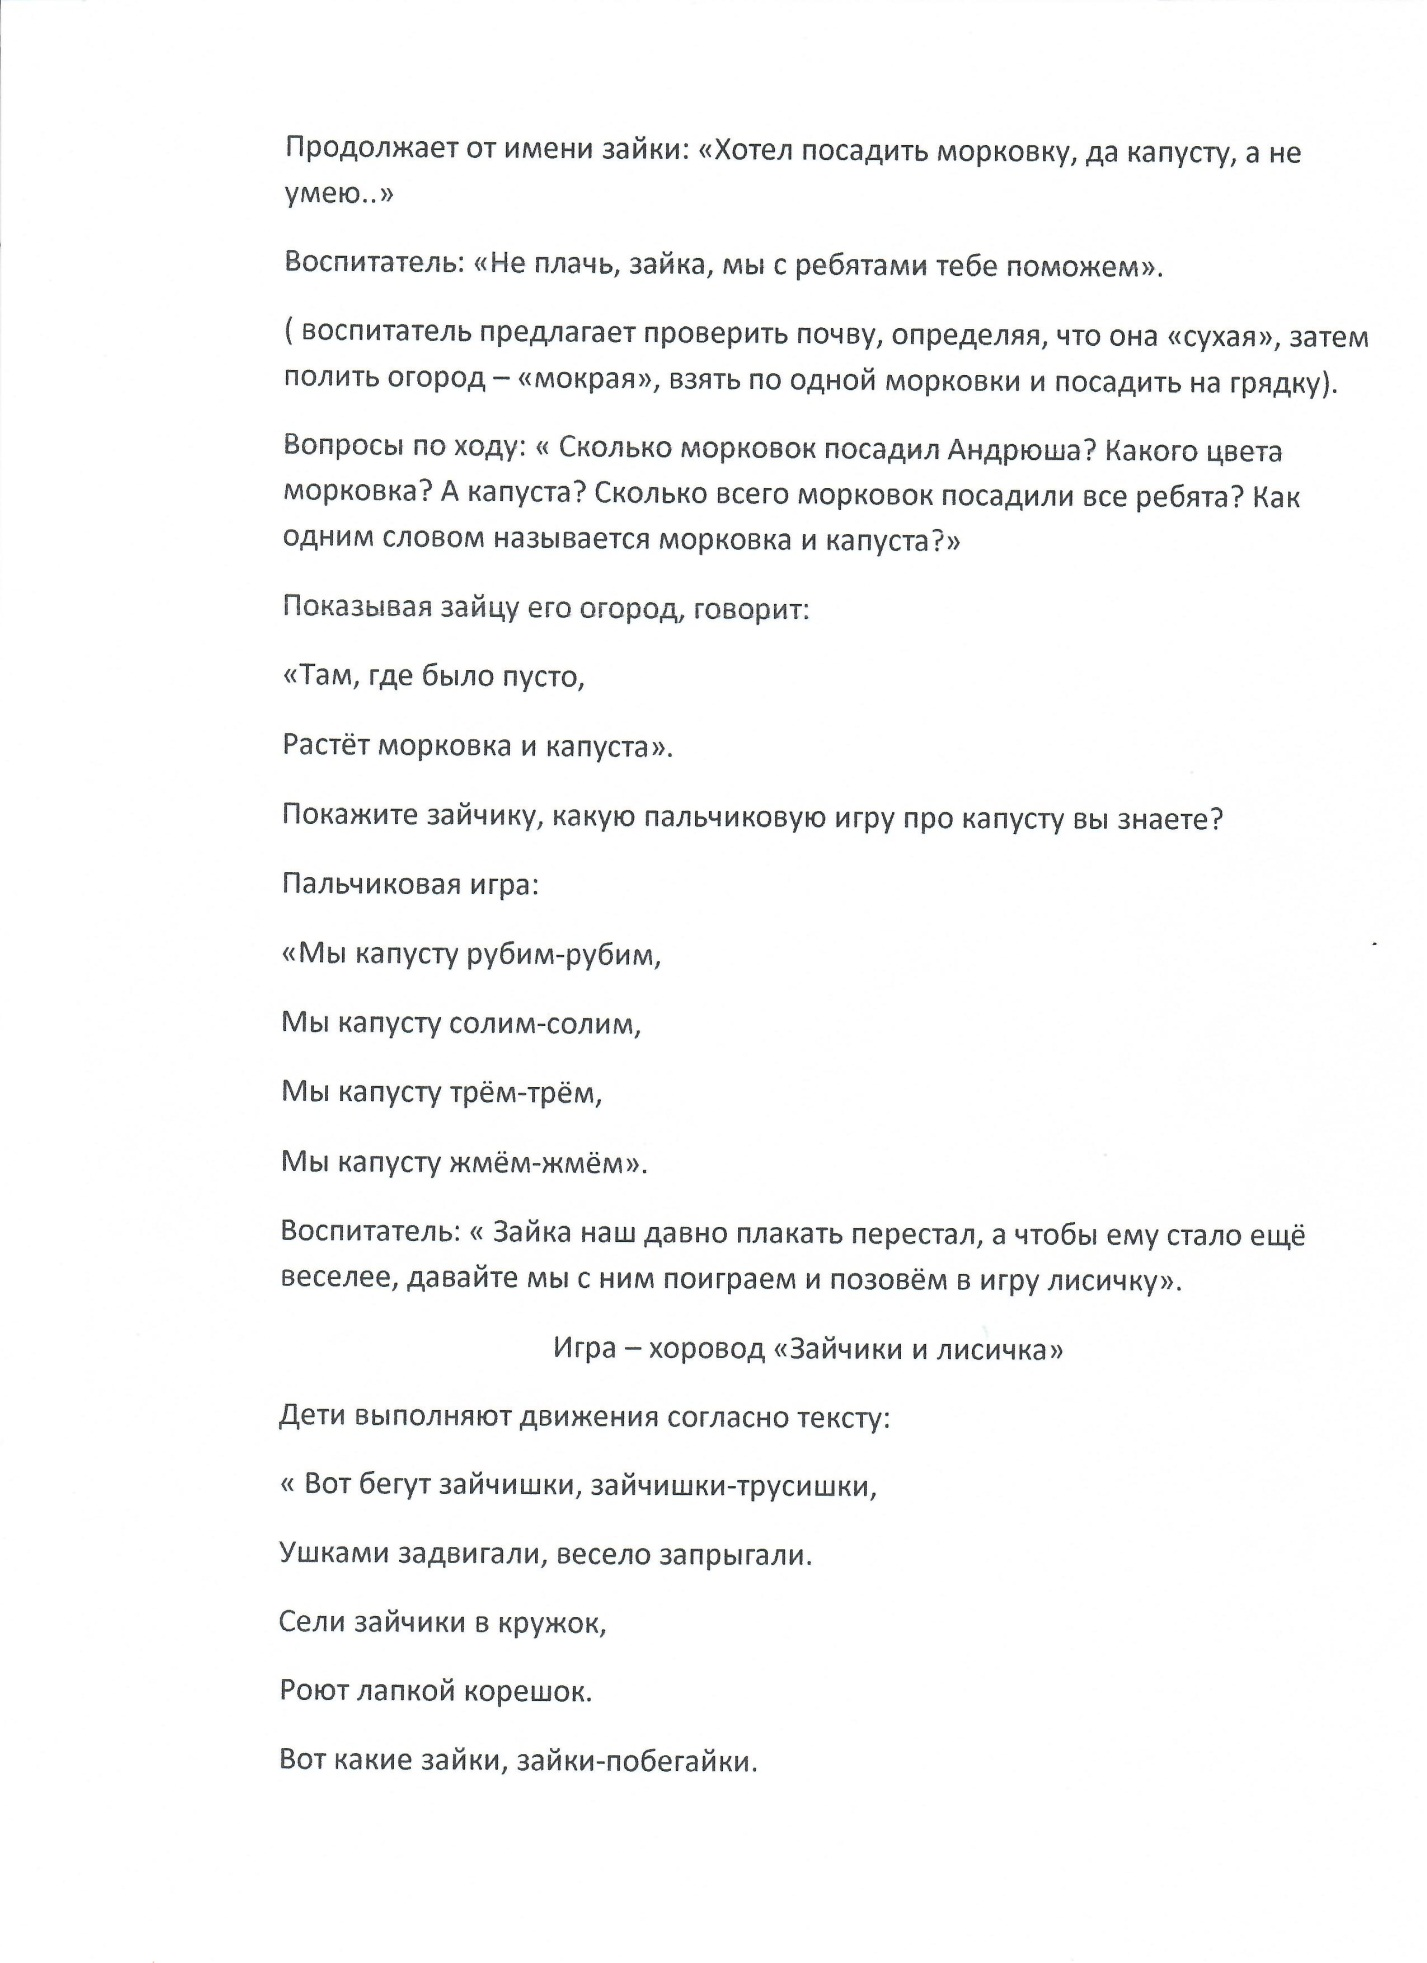 Продолжает от имени зайки: «Хотел посадить морковку, да капусту, а не
умею..»
Воспитатель: «Не плачь, зайка, мы с ребятами тебе поможем».
( воспитатель предлагает проверить почву, определяя, что она «сухая», затем
полить огород – «мокрая», взять по одной морковки и посадить на грядку).
Вопросы по ходу: « Сколько морковок посадил Андрюша? Какого цвета
морковка? А капуста? Сколько всего морковок посадили все ребята? Как
одним словом называется морковка и капуста?»
Показывая зайцу его огород, говорит:
«Там, где было пусто,
Растёт морковка и капуста».
Покажите зайчику, какую пальчиковую игру про капусту вы знаете?
Пальчиковая игра:
«Мы капусту рубим-рубим,
Мы капусту солим-солим,
Мы капусту трём-трём,
Мы капусту жмём-жмём».
Воспитатель: « Зайка наш давно плакать перестал, а чтобы ему стало ещё
веселее, давайте мы с ним поиграем и позовём в игру лисичку».
Игра – хоровод «Зайчики и лисичка»
Дети выполняют движения согласно тексту:
« Вот бегут зайчишки, зайчишки-трусишки,
Ушками задвигали, весело запрыгали.
Сели зайчики в кружок,
Роют лапкой корешок.
Вот какие зайки, зайки-побегайки.